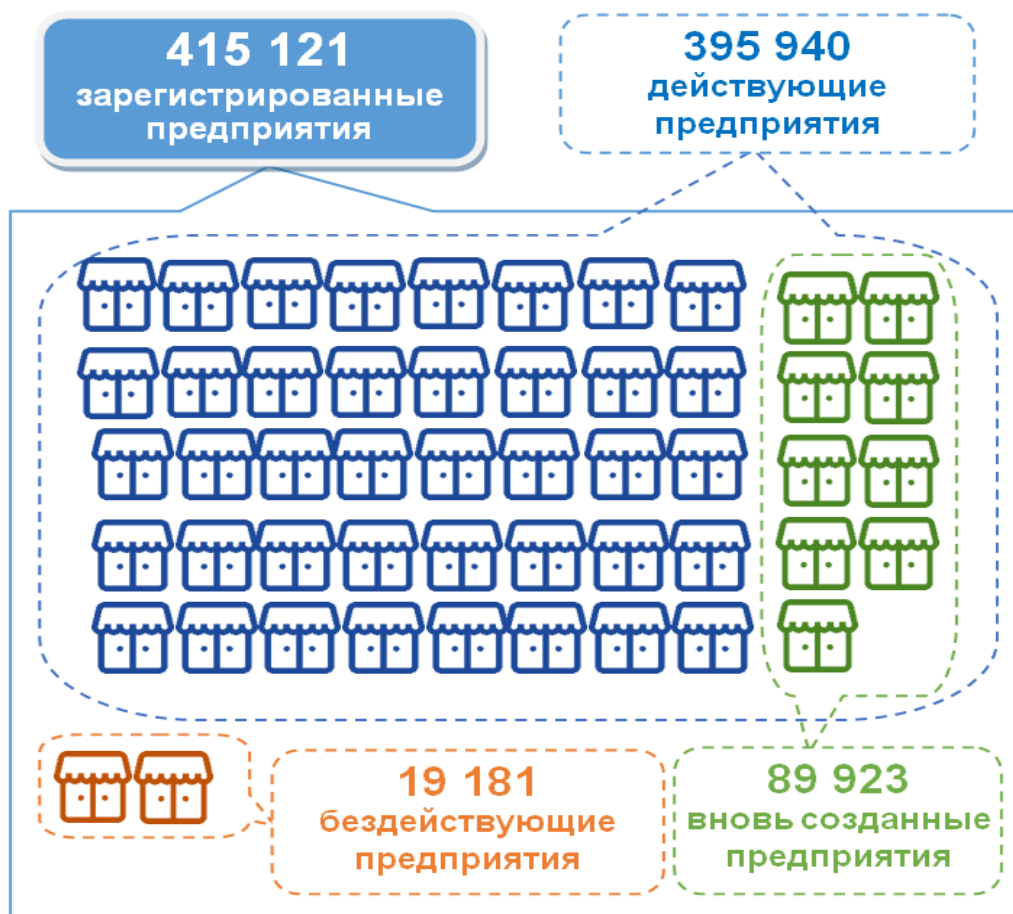 415 121
зарегистрированные
предприятия
395 940
действующие
предприятия
19 181
бездействующие
предприятия
89 923
вновь созданные
предприятия